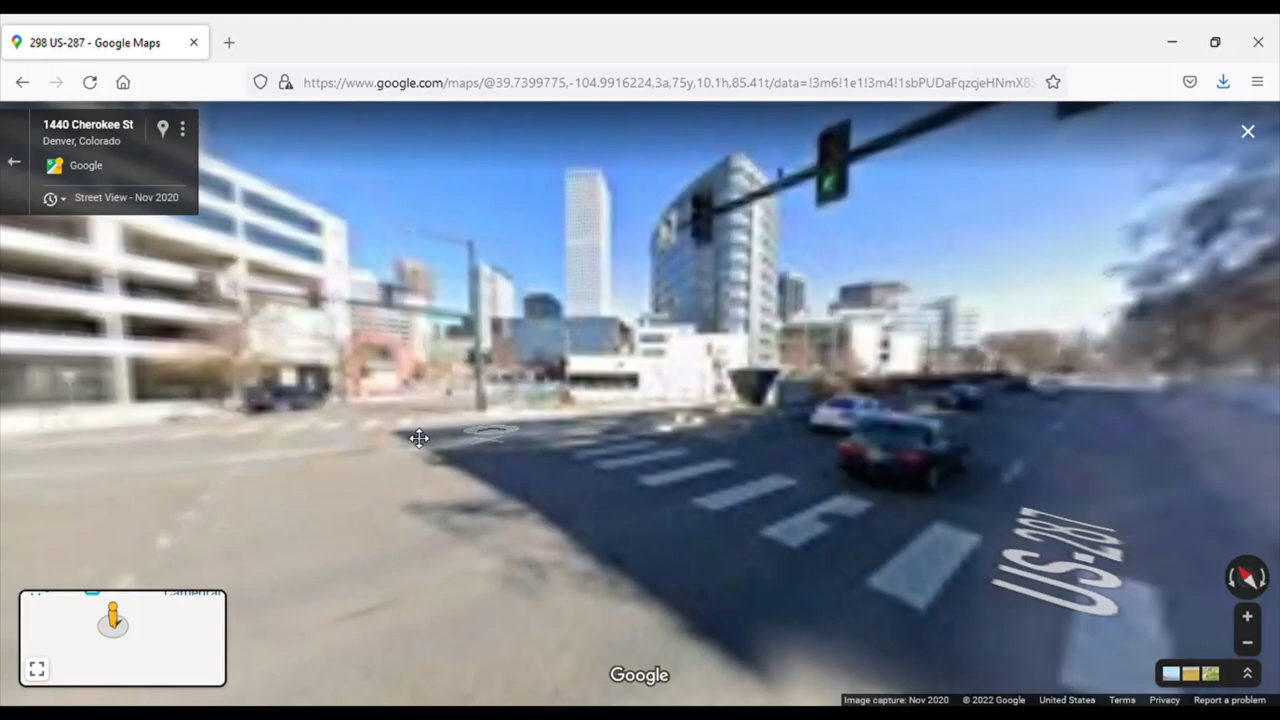 298 US-287 - Google Maps
https://www.google.com/maps/@39.7399775,-104.9916224.3a,75y,10.1h,85.41t/data=!3m6!1e1!3m4!1sbPUDaFqzcjeHNmX8
1440 Cherokee St
Denver, Colorado
Google
Street View - Nov 2020
US-287
Google
Image capture: Nov 2020 © 2022 Google United States Terms Privacy Report a problem